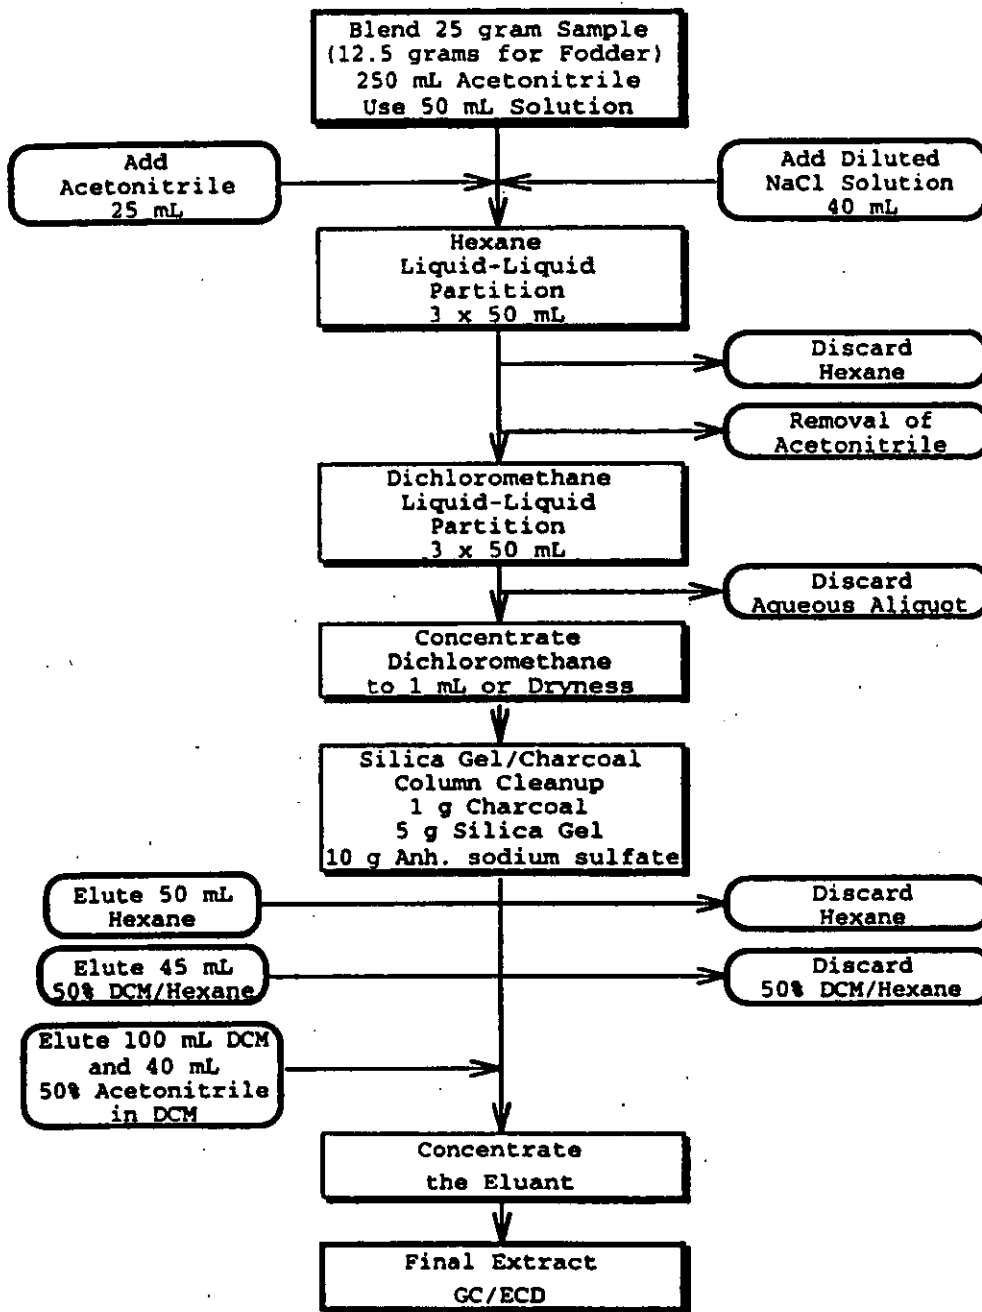 Blend 25 gram Sample
(12.5 grams for Fodder)
250 mL Acetonitrile
Use 50 mL Solution
Add
Acetonitrile
25 mL
Add Diluted
NaCl Solution
40 mL
Hexane
Liquid-Liquid
Partition
3 x 50 mL
Discard
Hexane
Removal of
Acetonitrile
Dichloromethane
Liquid-Liquid
Partition
3 x 50 mL
Discard
Aqueous Aliquot
Concentrate
Dichloromethane
to 1 mL or Dryness
Silica Gel/Charcoal
Column Cleanup
1 g Charcoal
5 g Silica Gel
10 g Anh. sodium sulfate
Elute 50 mL
Hexane
Discard
Hexane
Elute 45 mL
50% DCM/Hexane
Discard
50% DCM/Hexane
Elute 100 mL DCM
and 40 mL
50% Acetonitrile
in DCM
Concentrate
the Eluant
Final Extract
GC/ECD